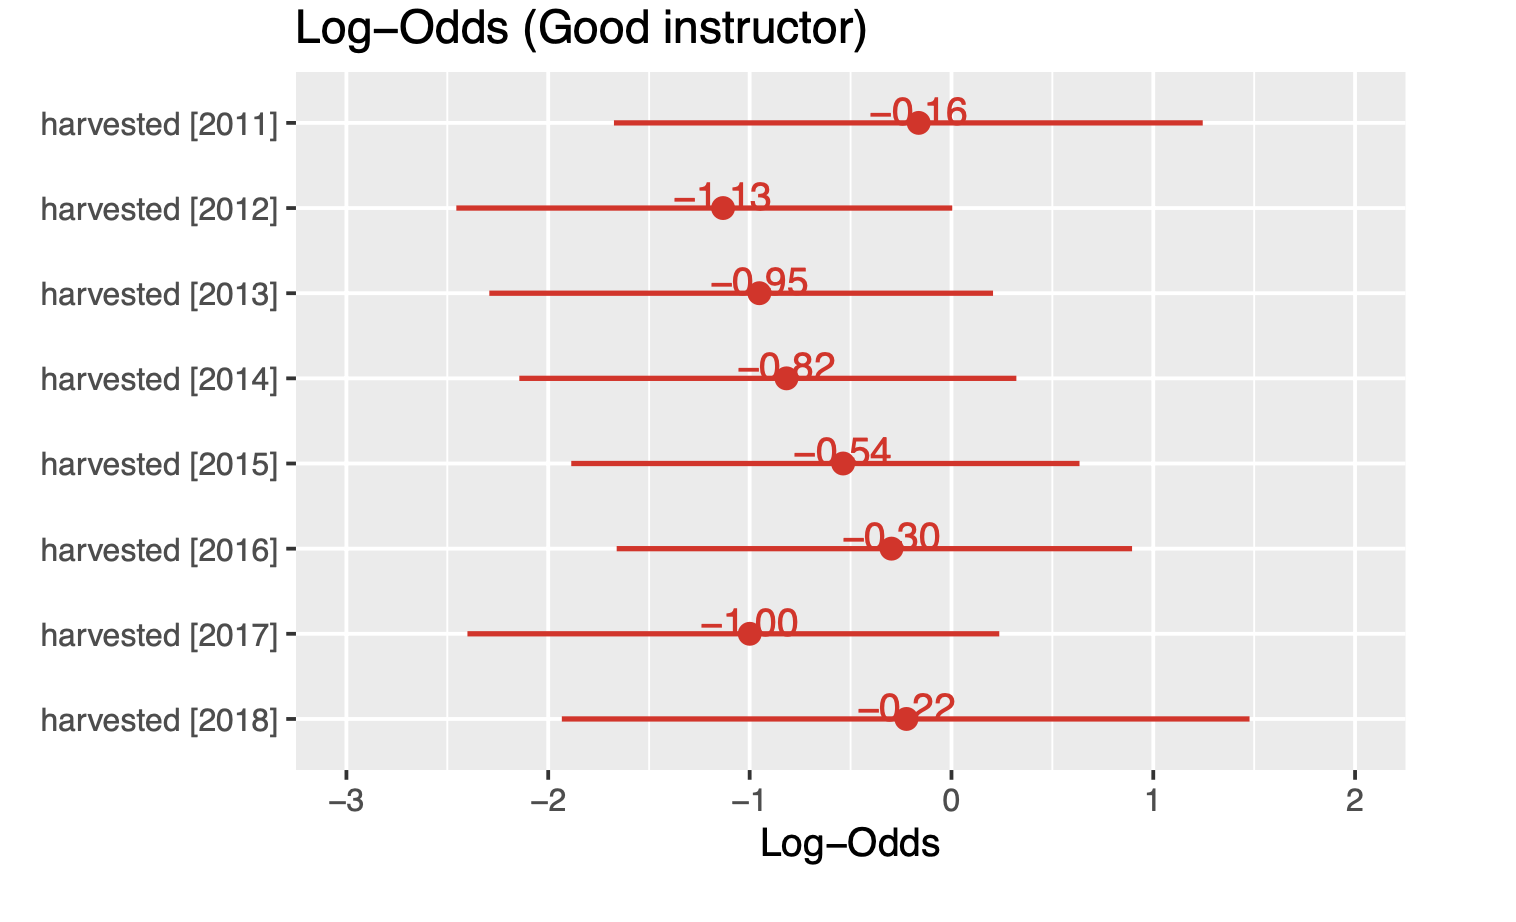 Log−Odds (Good instructor)
harvested [2011]
−0.16
harvested [2012]
−1.13
harvested [2013]
−0.95
harvested [2014]
−0.82
harvested [2015]
−0.54
harvested [2016]
−0.30
harvested [2017]
−1.00
harvested [2018]
−0.22
−3 −2 −1 0 1 2
Log−Odds